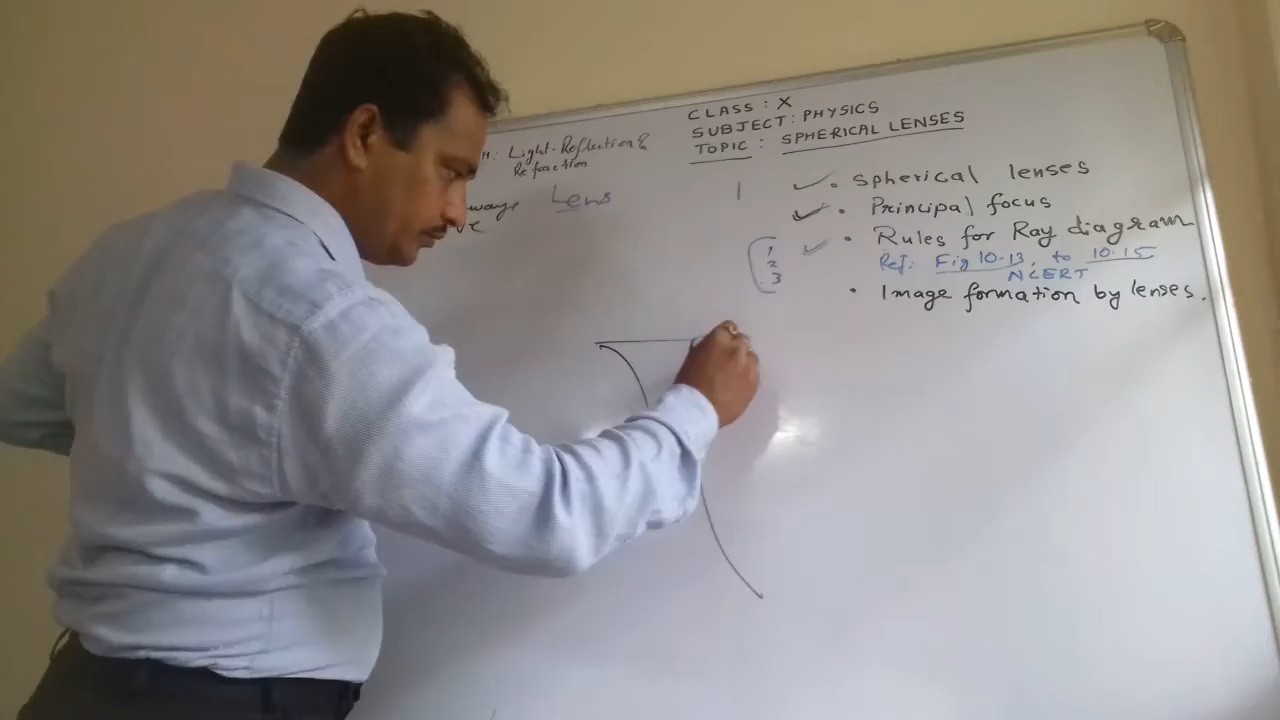 CLASS : X
SUBJECT : PHYSICS
TOPIC : SPHERICAL LENSES
: Light-Reflection &
Refraction
Lens
1
• Spherical lenses
• Principal focus
• Rules for Ray diagram
Ref: Fig 10.13, to 10.15
NCERT
1
2
3
• Image formation by lenses.